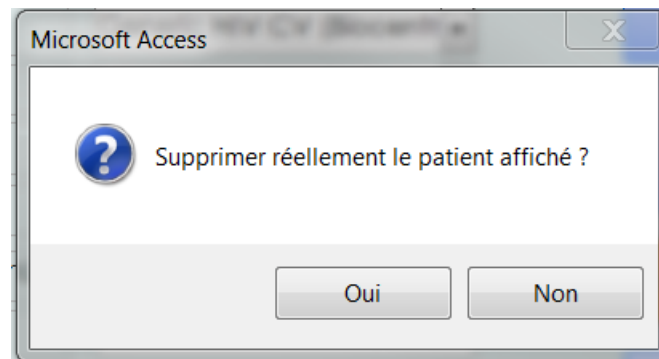 Microsoft Access
Supprimer réellement le patient affiché ?
Oui
Non